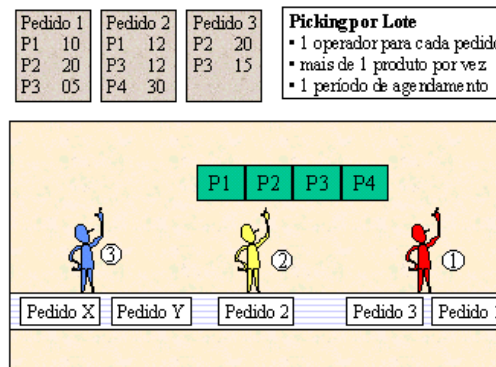 Pedido 1
P1 10
P2 20
P3 05
Pedido 2
P1 12
P3 12
P4 30
Pedido 3
P2 20
P3 15
Picking por Lote
▪ 1 operador para cada pedido
▪ mais de 1 produto por vez
▪ 1 período de agendamento
P1 P2 P3 P4
3 2 1
Pedido X Pedido Y Pedido 2 Pedido 3 Pedido 1